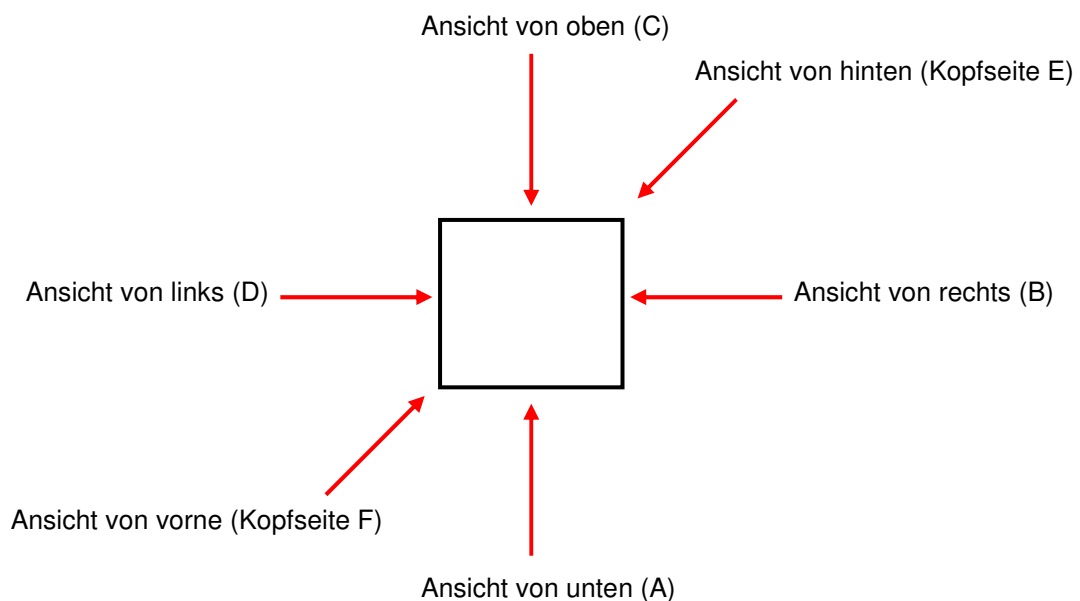 Ansicht von oben (C)
Ansicht von hinten (Kopfseite E)
Ansicht von links (D)
Ansicht von rechts (B)
Ansicht von vorne (Kopfseite F)
Ansicht von unten (A)